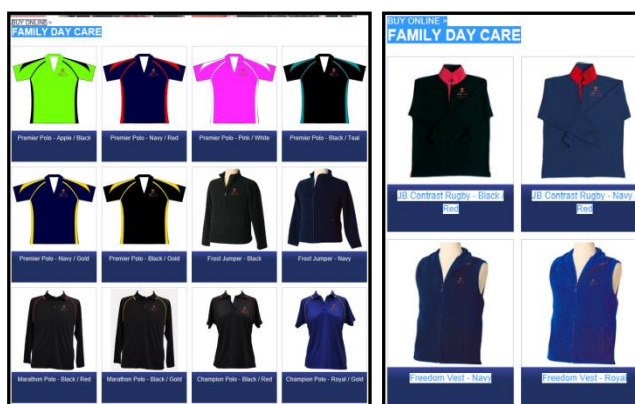 BUY ONLINE >
FAMILY DAY CARE
Premier Polo - Apple / Black
Premier Polo - Navy / Red
Premier Polo - Pink / White
Premier Polo - Black / Teal
Premier Polo - Navy / Gold
Premier Polo - Black / Gold
Frost Jumper - Black
Frost Jumper - Navy
Marathon Polo - Black / Red
Marathon Polo - Black / Gold
Champion Polo - Black / Red
Champion Polo - Royal / Gold
BUY ONLINE >
FAMILY DAY CARE
JB Contrast Rugby - Black /
Red
JB Contrast Rugby - Navy /
Red
Freedom Vest - Navy
Freedom Vest - Royal